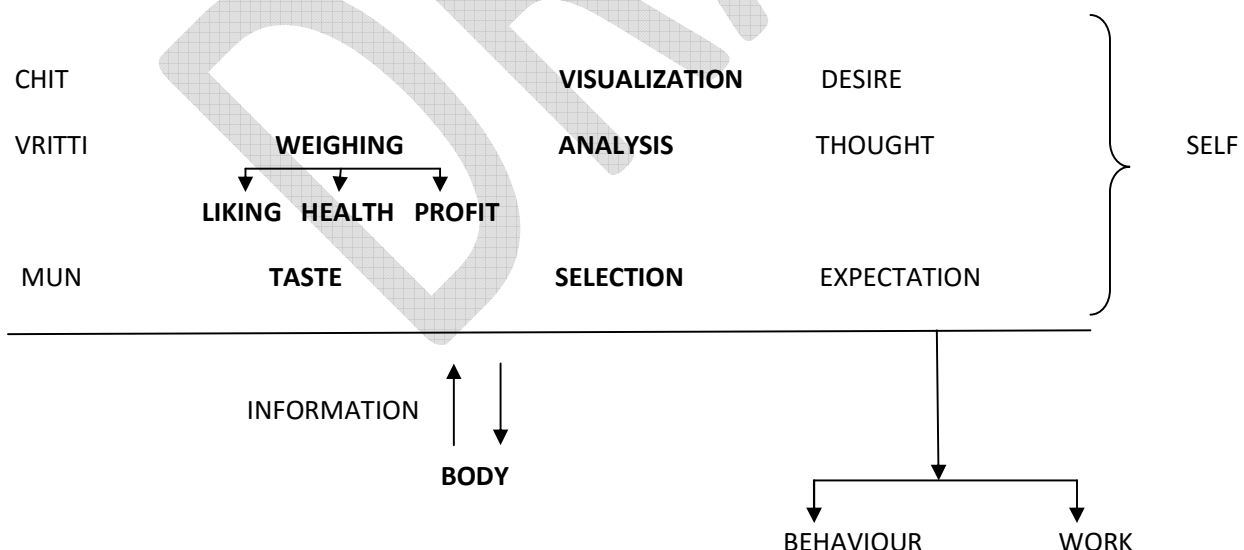 CHIT VISUALIZATION DESIRE
VRITTI WEIGHING ANALYSIS THOUGHT SELF
LIKING HEALTH PROFIT
MUN TASTE SELECTION EXPECTATION
INFORMATION
BODY
BEHAVIOUR WORK